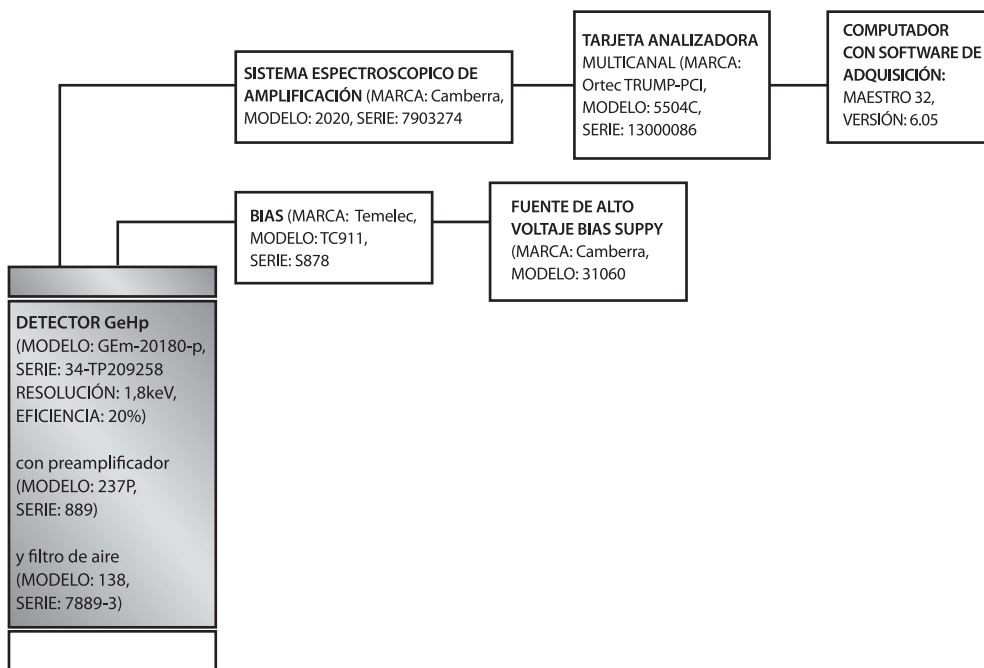 SISTEMA ESPECTROSCOPICO DE
AMPLIFICACIÓN (MARCA: Camberra,
MODELO: 2020, SERIE: 7903274
TARJETA ANALIZADORA
MULTICANAL (MARCA:
Ortec TRUMP-PCI,
MODELO: 5504C,
SERIE: 13000086
COMPUTADOR
CON SOFTWARE DE
ADQUISICIÓN:
MAESTRO 32,
VERSIÓN: 6.05
BIAS (MARCA: Temelec,
MODELO: TC911,
SERIE: S878
FUENTE DE ALTO
VOLTAJE BIAS SUPPY
(MARCA: Camberra,
MODELO: 31060
DETECTOR GeHp
(MODELO: GEm-20180-p,
SERIE: 34-TP209258
RESOLUCIÓN: 1,8keV,
EFICIENCIA: 20%)
con preamplificador
(MODELO: 237P,
SERIE: 889)
y filtro de aire
(MODELO: 138,
SERIE: 7889-3)